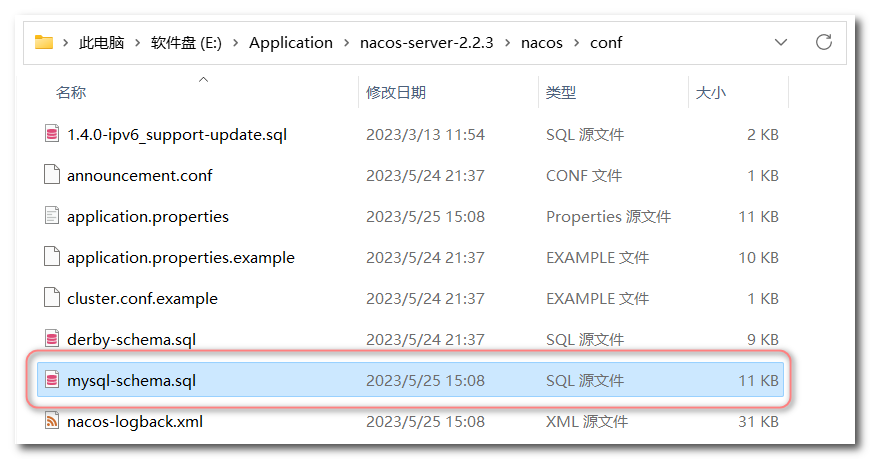 此电脑 > 软件盘 (E:) > Application > nacos-server-2.2.3 > nacos > conf
名称 修改日期 类型 大小
1.4.0-ipv6_support-update.sql 2023/3/13 11:54 SQL 源文件 2 KB
announcement.conf 2023/5/24 21:37 CONF 文件 1 KB
application.properties 2023/5/25 15:08 Properties 源文件 11 KB
application.properties.example 2023/5/24 21:37 EXAMPLE 文件 10 KB
cluster.conf.example 2023/5/24 21:37 EXAMPLE 文件 1 KB
derby-schema.sql 2023/5/24 21:37 SQL 源文件 9 KB
mysql-schema.sql 2023/5/25 15:08 SQL 源文件 11 KB
nacos-logback.xml 2023/5/25 15:08 XML 源文件 31 KB